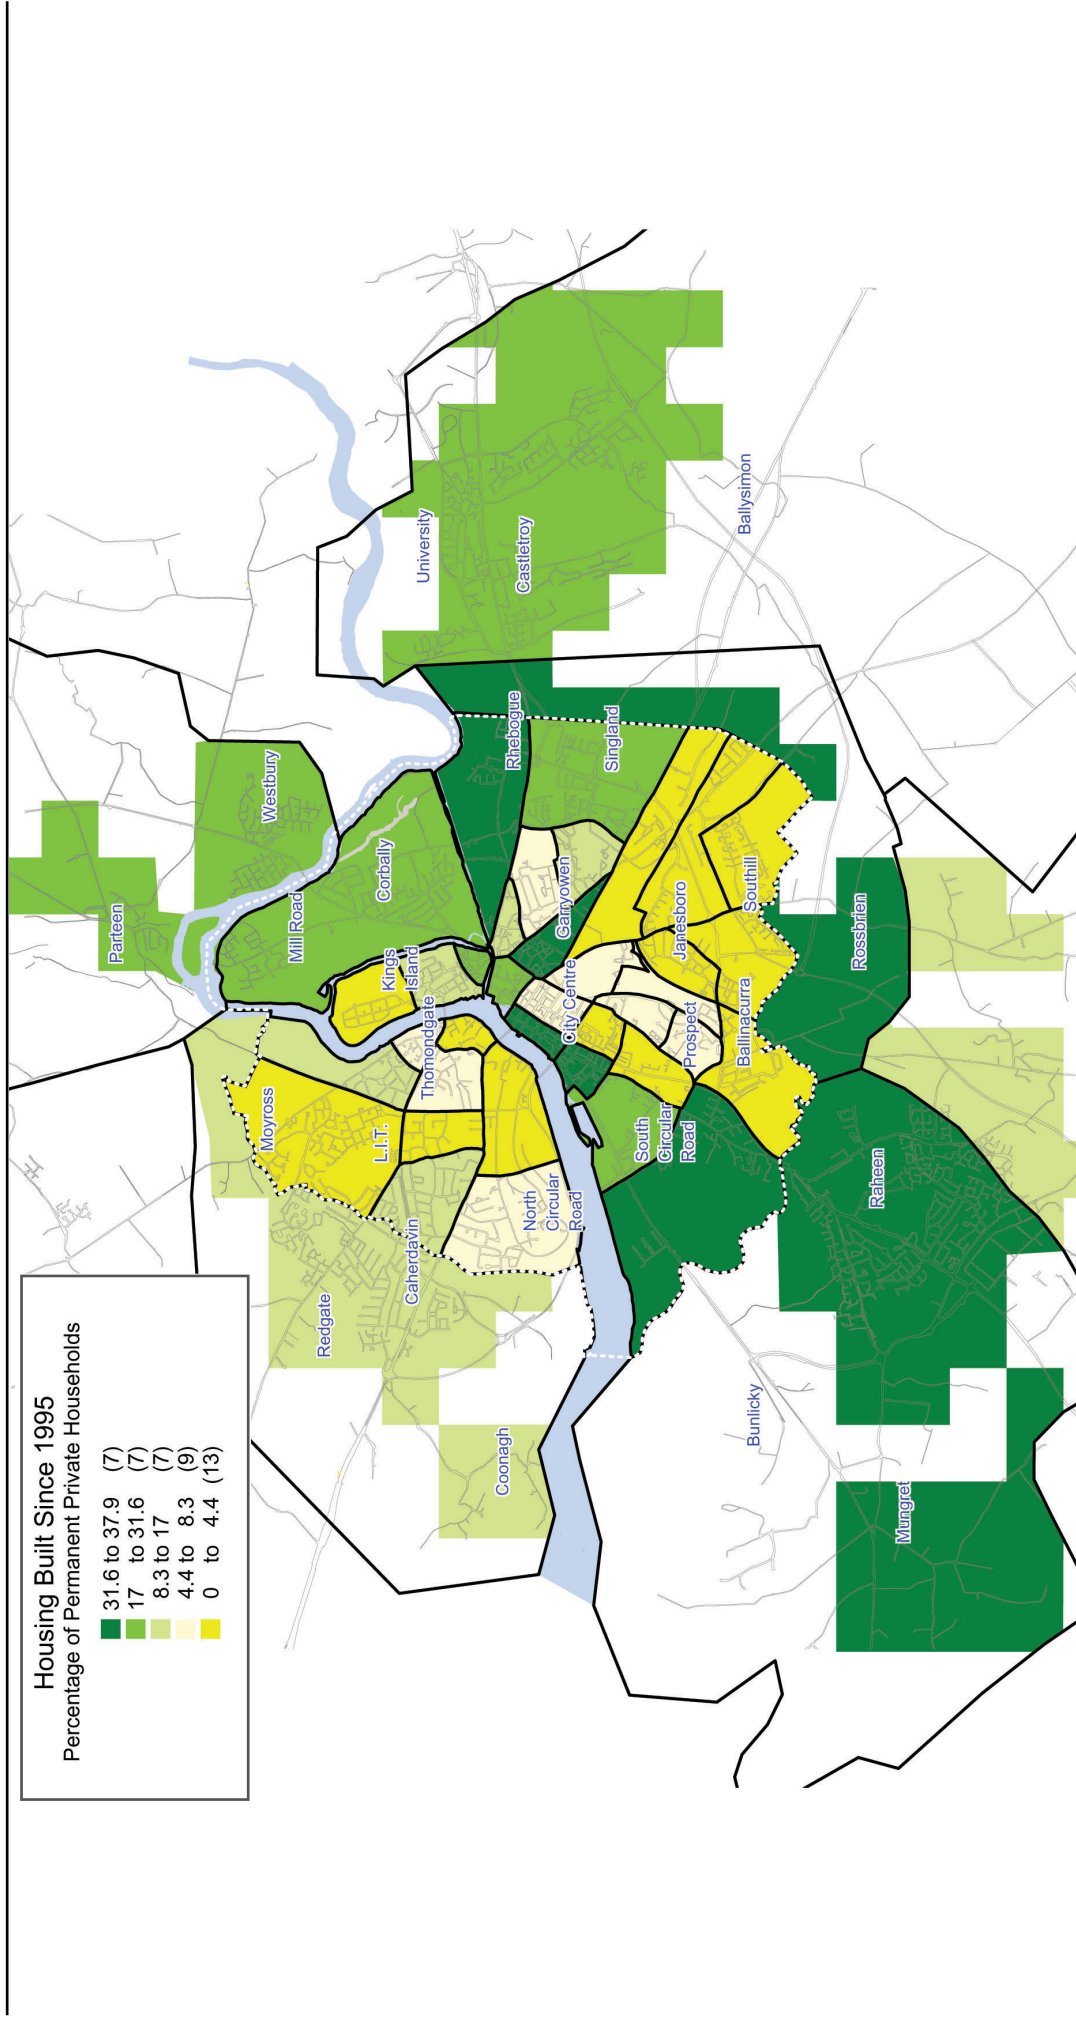 Housing Built Since 1995
Percentage of Permanent Private Households
31.6 to 37.9 (7)
17 to 31.6 (7)
8.3 to 17 (7)
4.4 to 8.3 (9)
0 to 4.4 (13)
Parteen
Westbury
Mill Road
Corbally
Kings
Island
Moyross
L.I.T.
Thomondgate
Redgate
Caherdavin
Coonagh
North
Circular
Road
University
Castletroy
Rhebogue
Singland
Garryowen
City Centre
Ballysimon
South
Circular
Road
Prospect
Janesboro
Southill
Ballinacurra
Bunlicky
Rossbrien
Raheen
Mungret